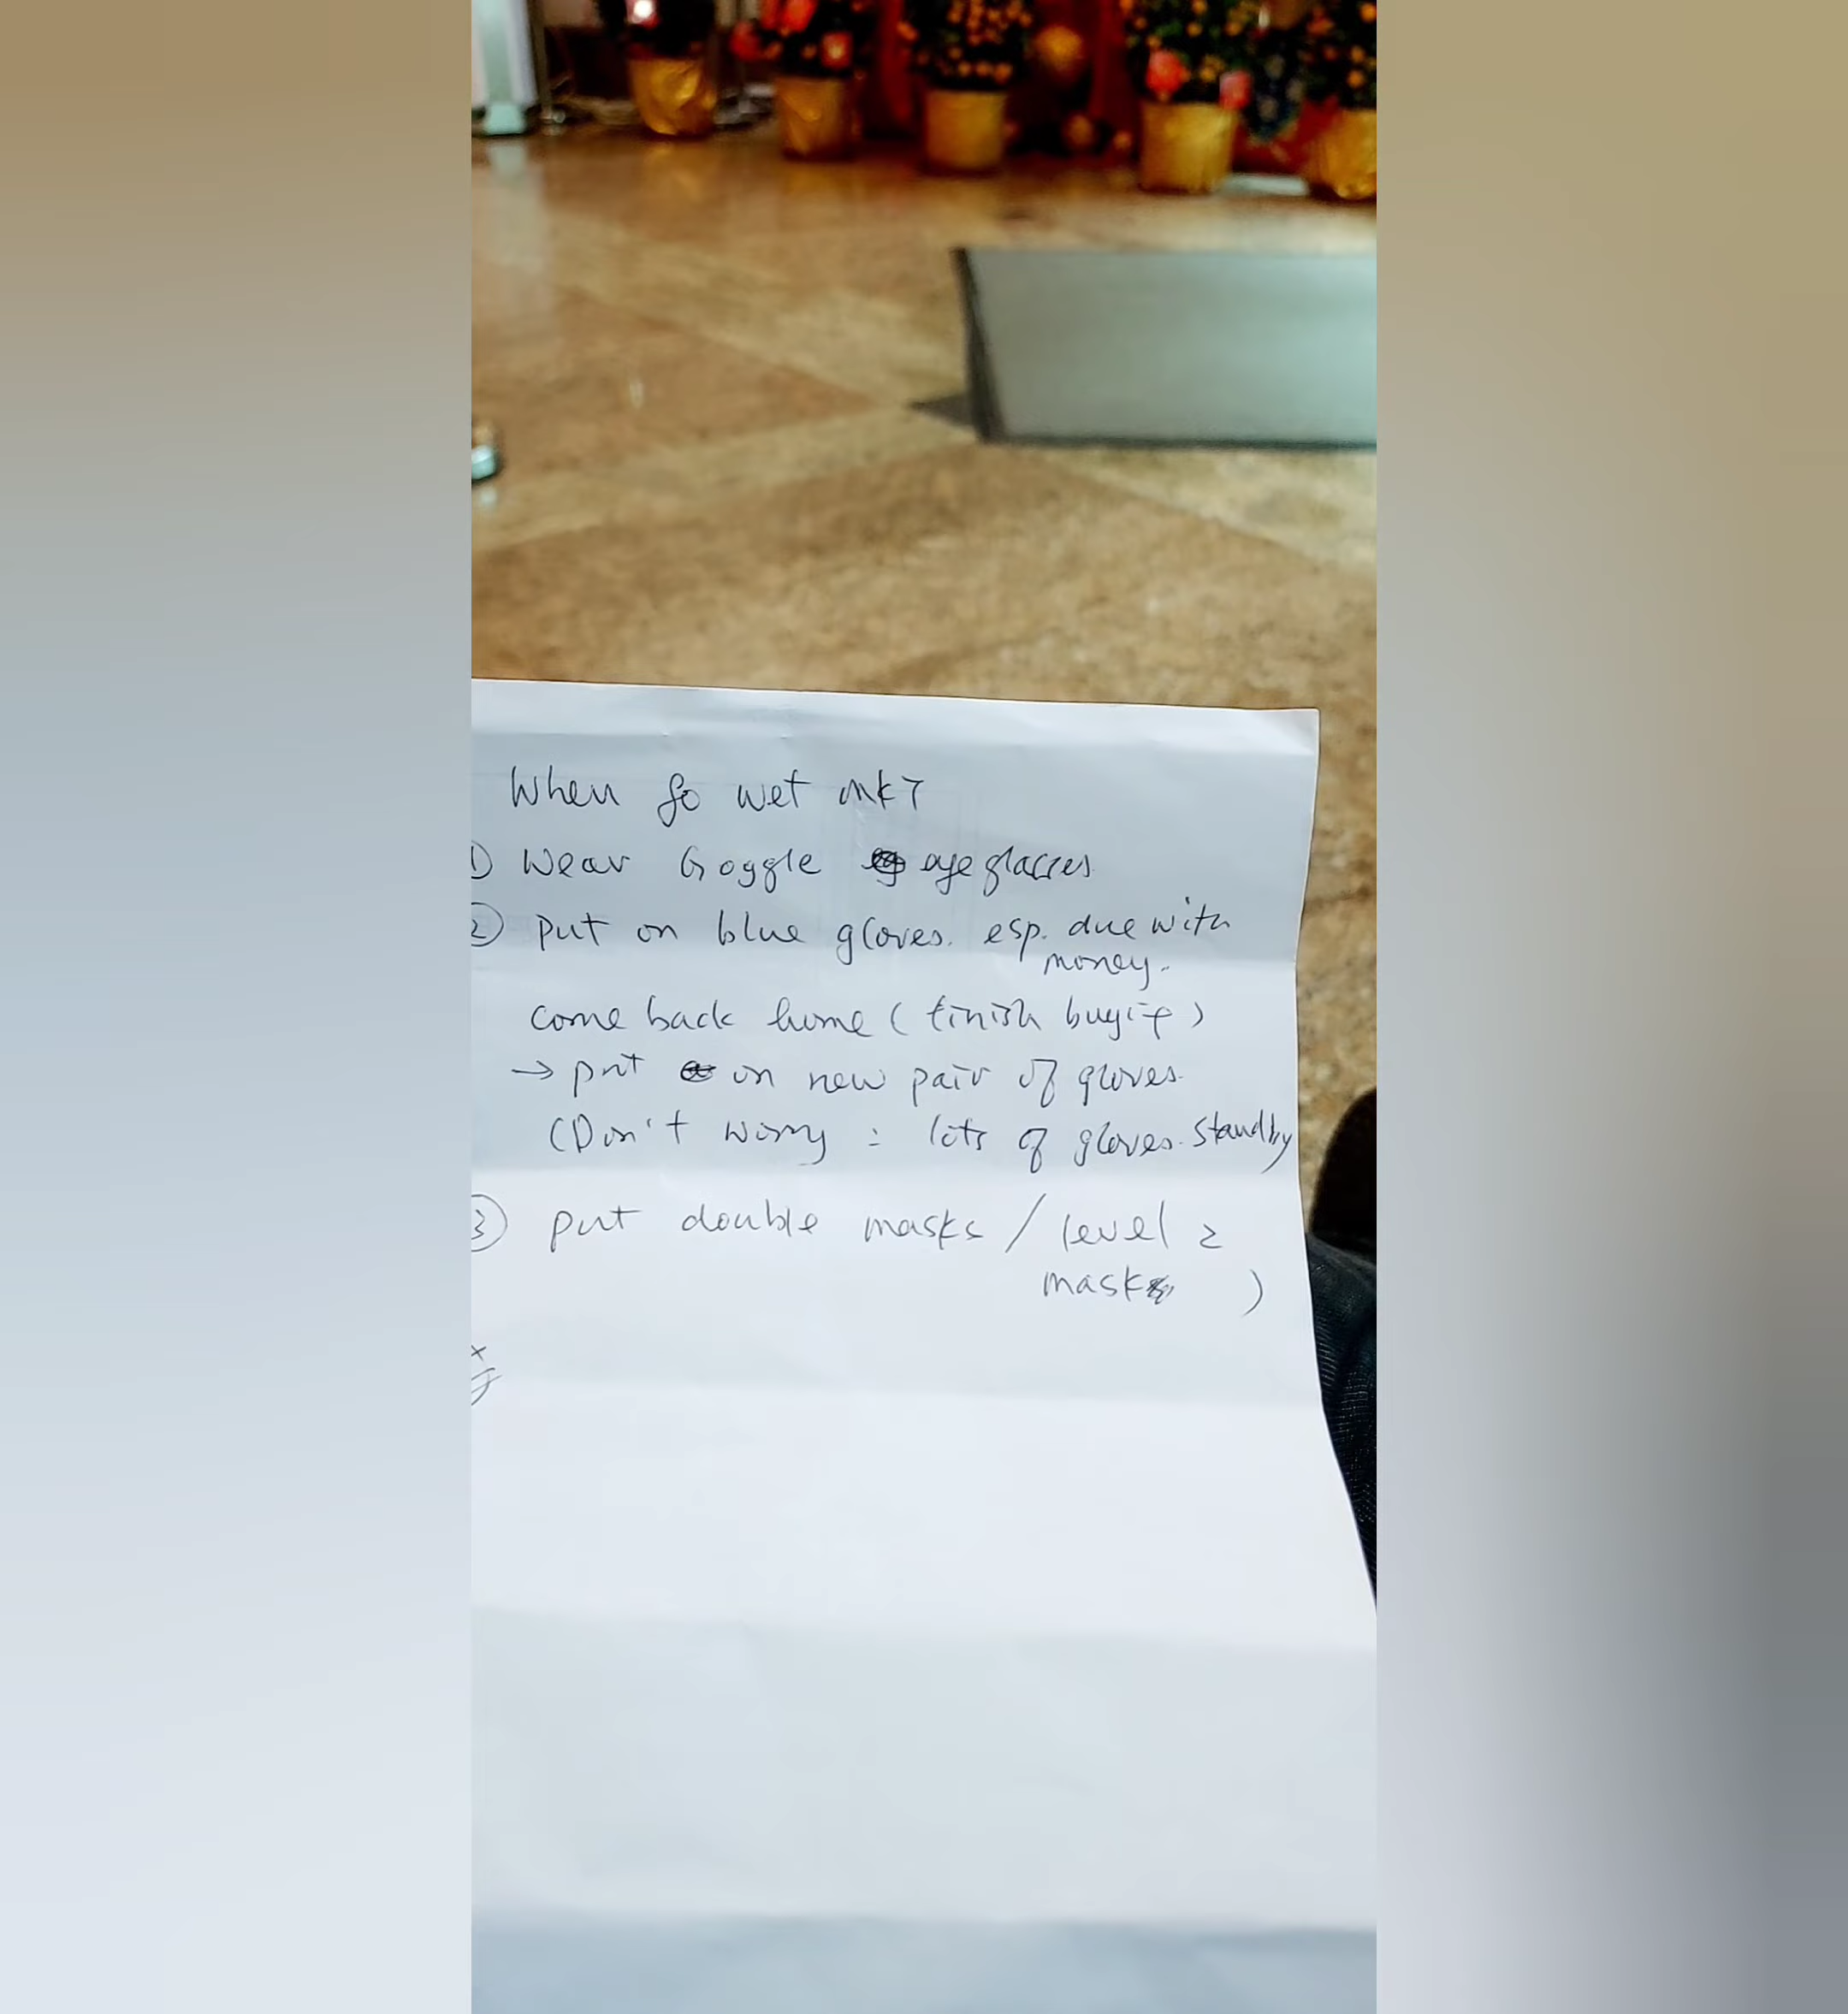 When go wet mkT
① Wear Goggle eyeglasses.
② put on blue gloves. esp. due with
money.
come back home (finish buyi
→ put on new pair of gloves.
(Don't worry : lots of gloves. Standby
③ put double masks / level 2
mask )